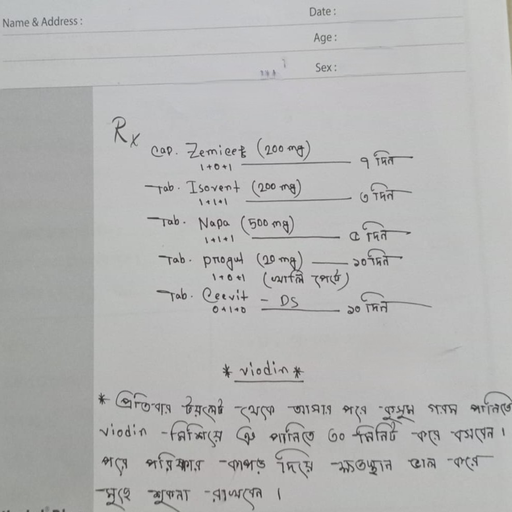 Name & Address :
Date :
Age :
Sex :
Rx
Cap. Zemicef (200 mg)
1+0+1 ৭ দিন
Tab. Isovent (200 mg)
1+1+1 ৩ দিন
Tab. Napa (500 mg)
1+1+1 ৫ দিন
Tab. Progut (20 mg) ১০ দিন
1+0+1 (খালি পেটে)
Tab. Ceevit - DS
0+1+0 ১০ দিন
* viodin *
* প্রতিবার টয়লেট থেকে আসার পরে কুসুম গরম পানিতে
viodin মিশিয়ে ঐ পানিতে ৩০ মিনিট করে বসবেন।
পরে পরিষ্কার কাপড় দিয়ে ক্ষতস্থান ভাল করে
মুছে শুকনা রাখবেন।